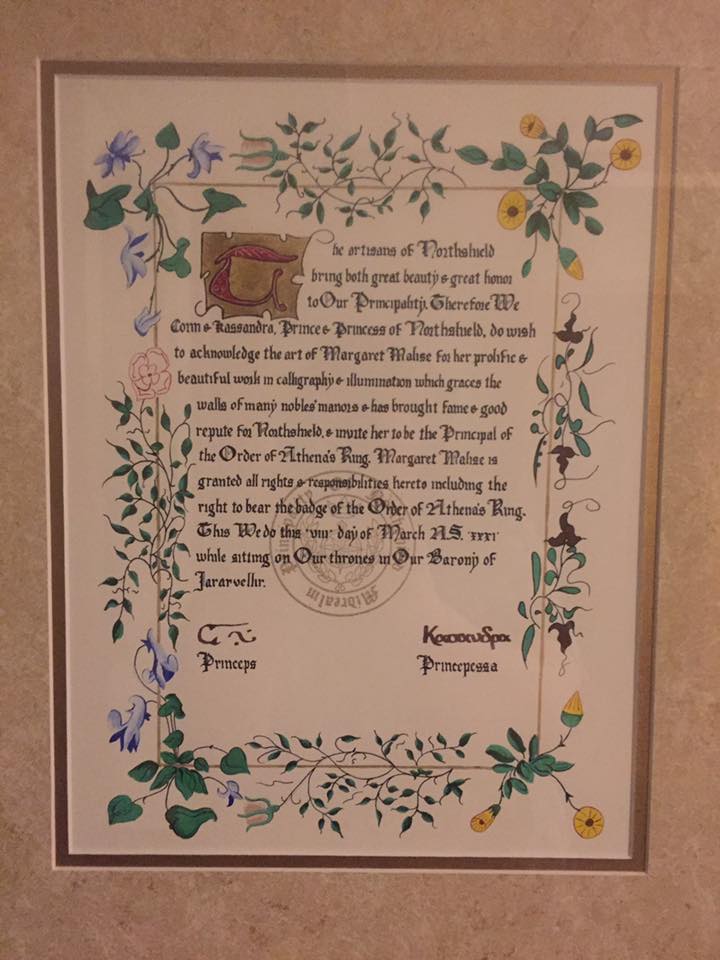 The artisans of Northshield
bring both great beauty & great honor
to Our Principality. Therefore We
Conn & Kassandra, Prince & Princess of Northshield, do wish
to acknowledge the art of Margaret Malise for her prolific &
beautiful work in calligraphy & illumination which graces the
walls of many nobles' manors & has brought fame & good
repute for Northshield, & invite her to be the Principal of
the Order of Athena's Ring. Margaret Malise is
granted all rights & responsibilities hereto including the
right to bear the badge of the Order of Athena's Ring.
This We do this ·viii· day of March A.S. xxxi·
while sitting on Our thrones in Our Barony of
Jararvellir.
Κασσανδρα
Princeps
Princepessa
Midrealm